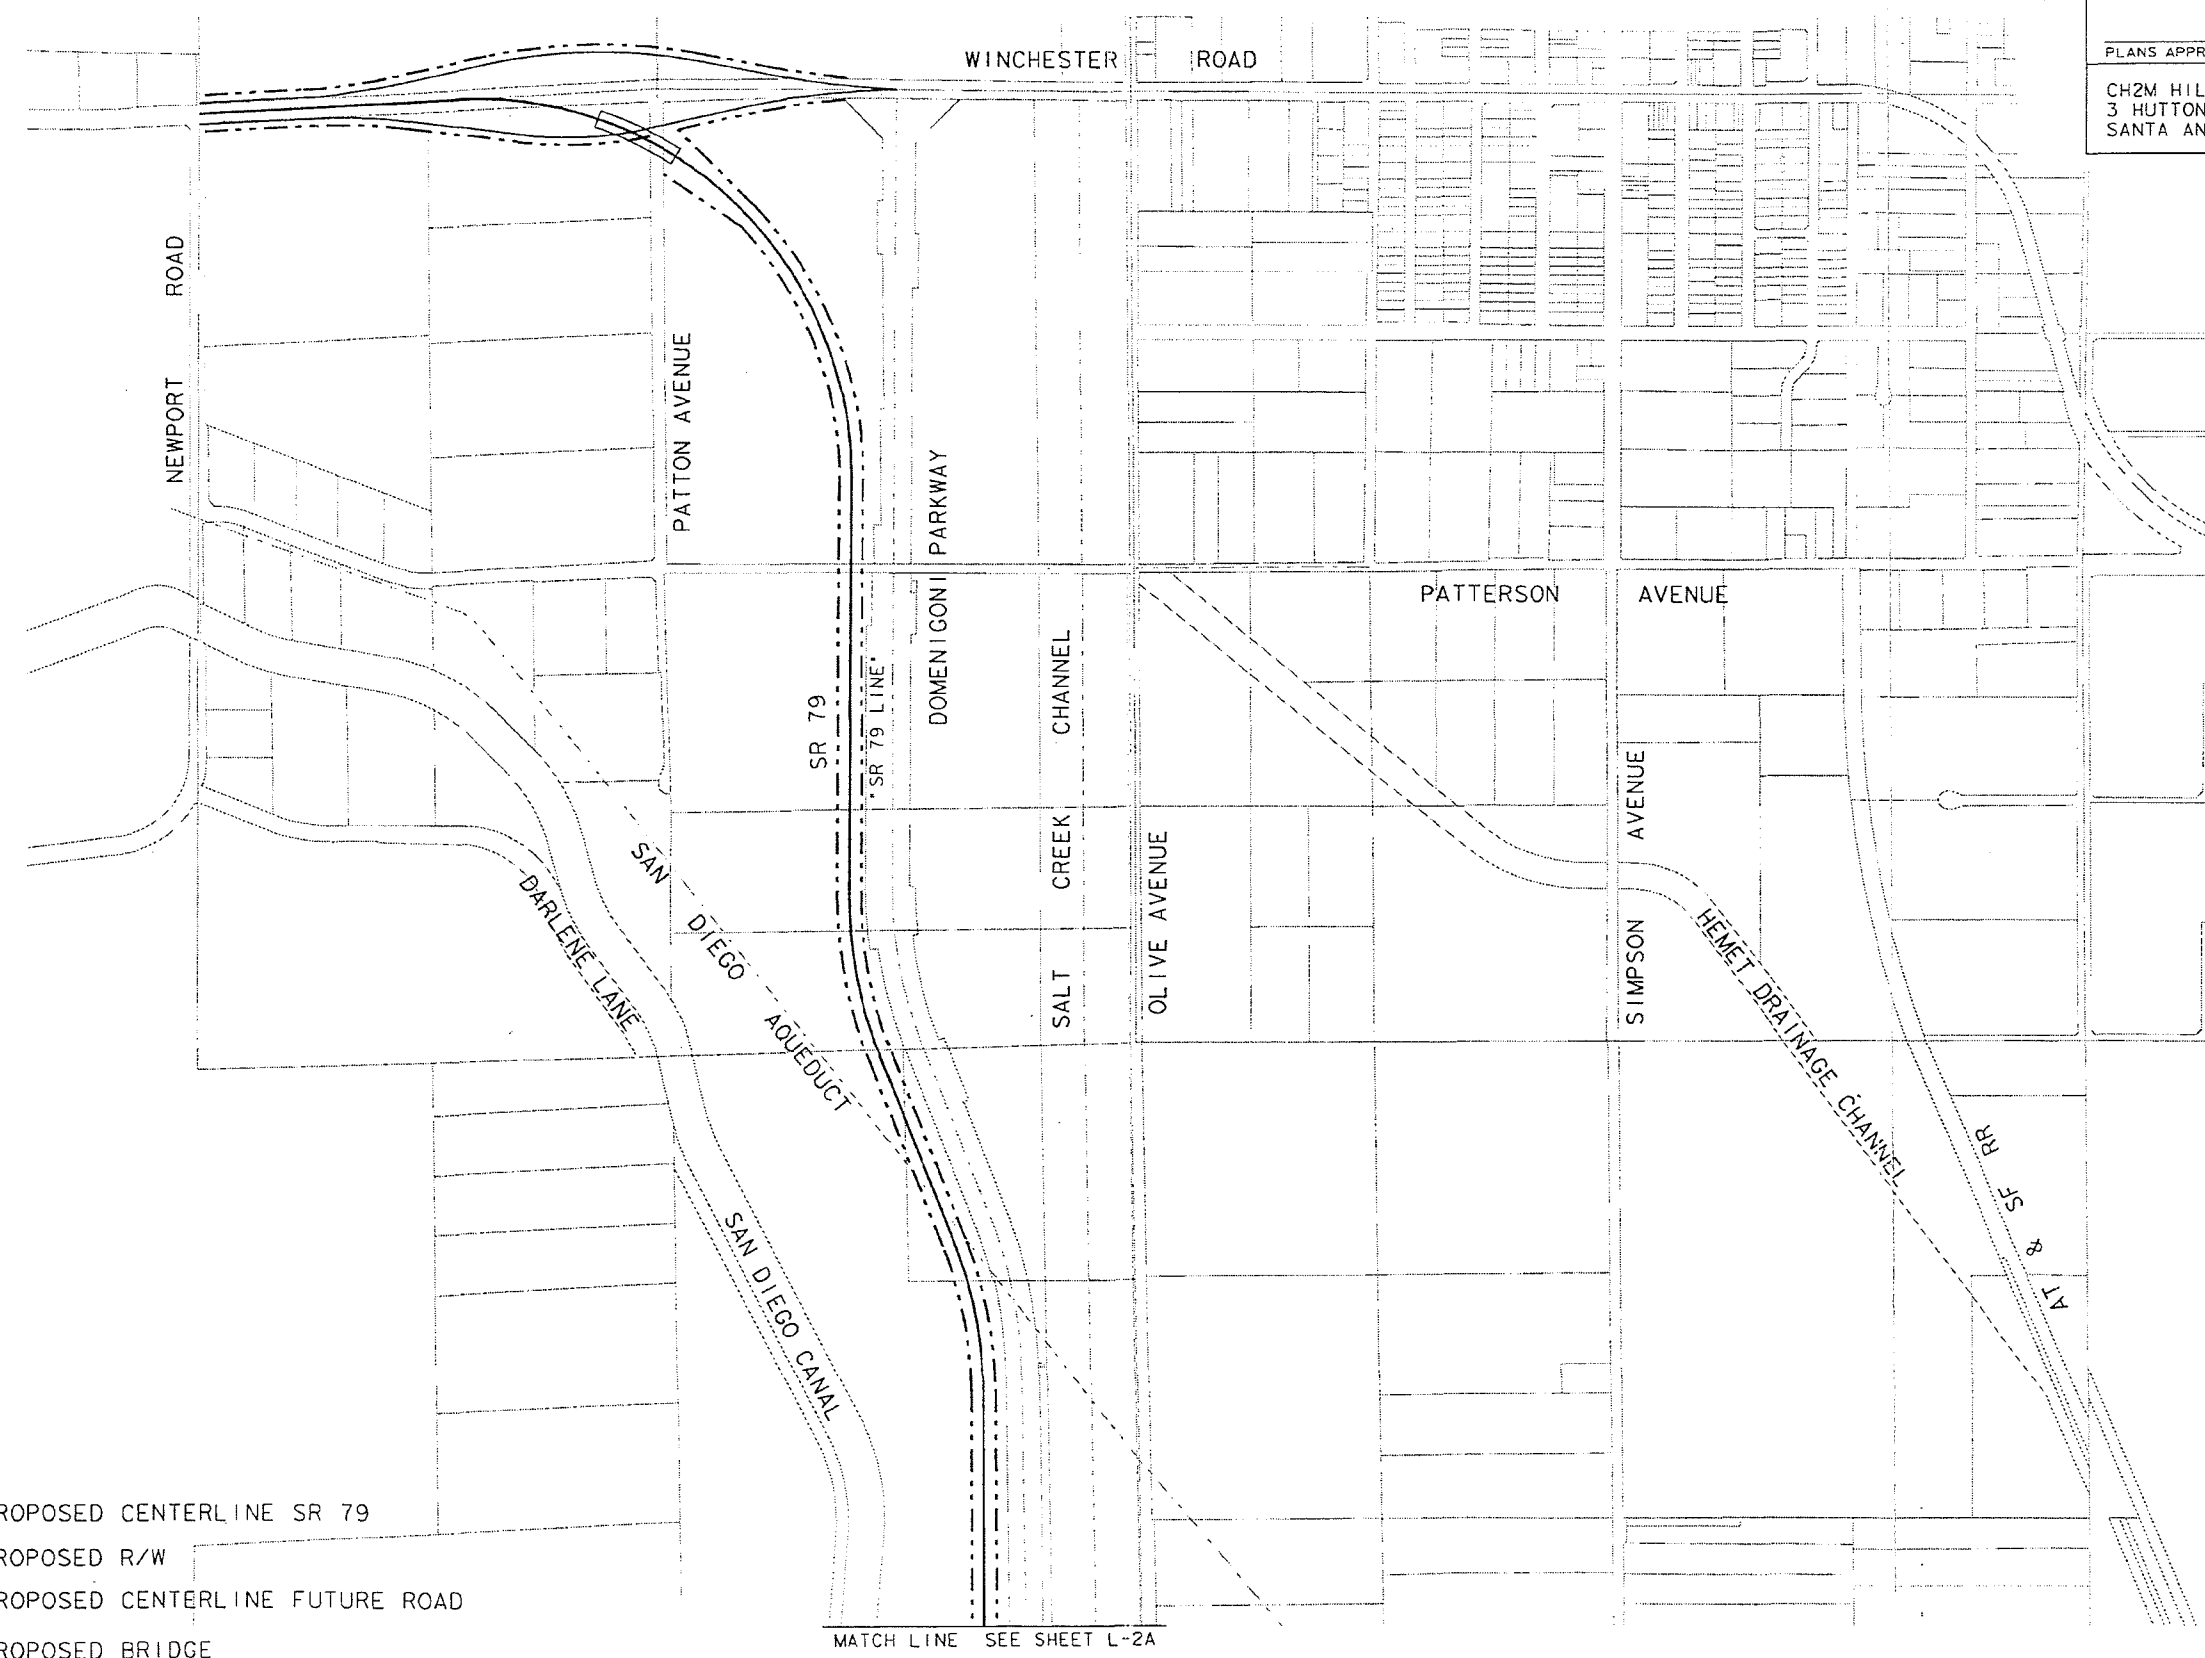 WINCHESTER ROAD
PLANS APPR
CH2M HIL
3 HUTTON
SANTA AN
NEWPORT ROAD
PATTON AVENUE
DOMENIGONI PARKWAY
PATTERSON AVENUE
SR 79
"SR 79 LINE"
SALT CREEK CHANNEL
OLIVE AVENUE
SIMPSON AVENUE
SAN DIEGO AQUEDUCT
DARLENE LANE
HEMET DRAINAGE CHANNEL
AT & SF RR
SAN DIEGO CANAL
ROPOSED CENTERLINE SR 79
ROPOSED R/W
ROPOSED CENTERLINE FUTURE ROAD
ROPOSED BRIDGE
MATCH LINE SEE SHEET L-2A